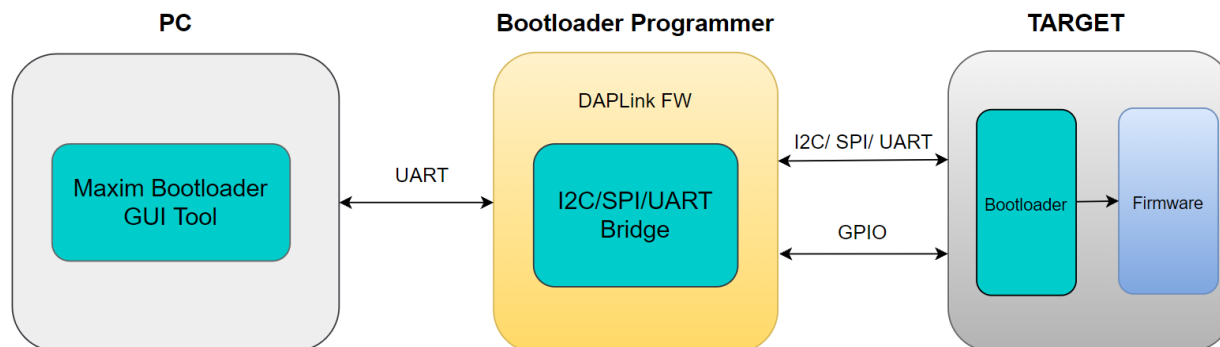 PC
Bootloader Programmer
TARGET
DAPLink FW
Maxim Bootloader
GUI Tool
UART
I2C/SPI/UART
Bridge
I2C/ SPI/ UART
GPIO
Bootloader
Firmware